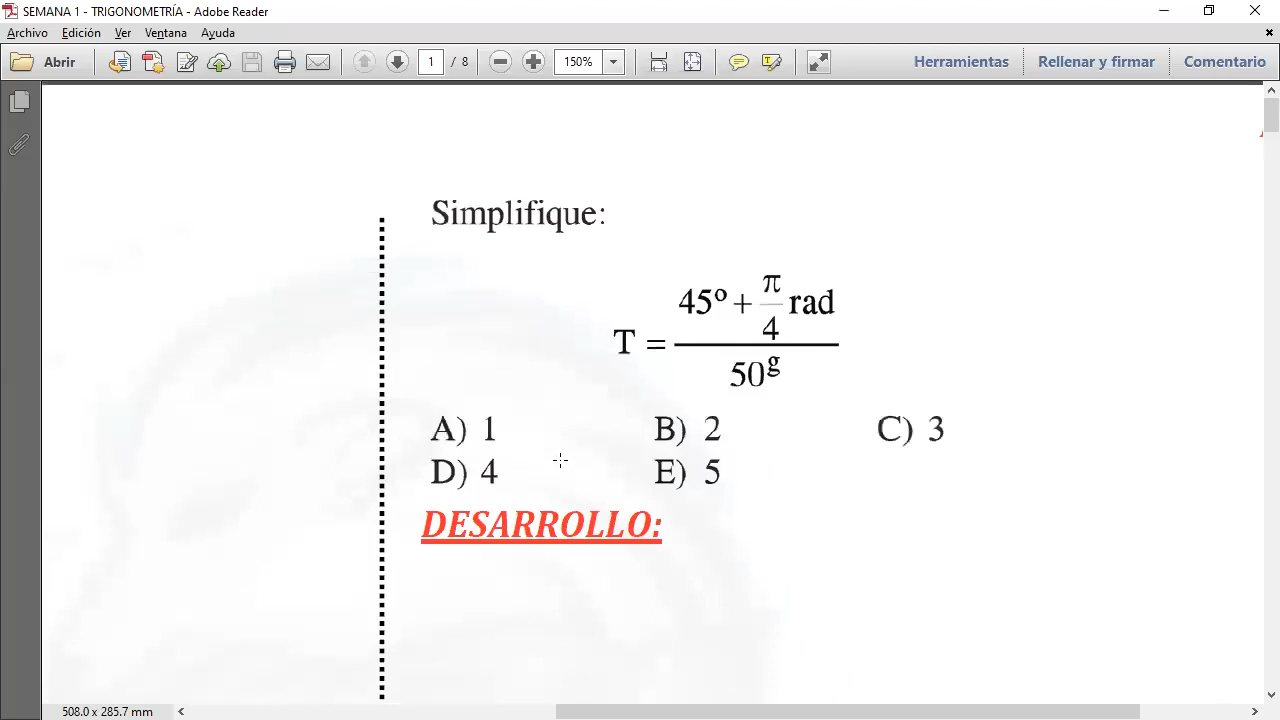 SEMANA 1 - TRIGONOMETRÍA - Adobe Reader
Archivo Edición Ver Ventana Ayuda
Abrir 1 / 8 150% Herramientas Rellenar y firmar Comentario
Simplifique:
T = (45º + π/4 rad) / 50^g
A) 1 B) 2 C) 3
D) 4 E) 5
DESARROLLO:
508.0 x 285.7 mm